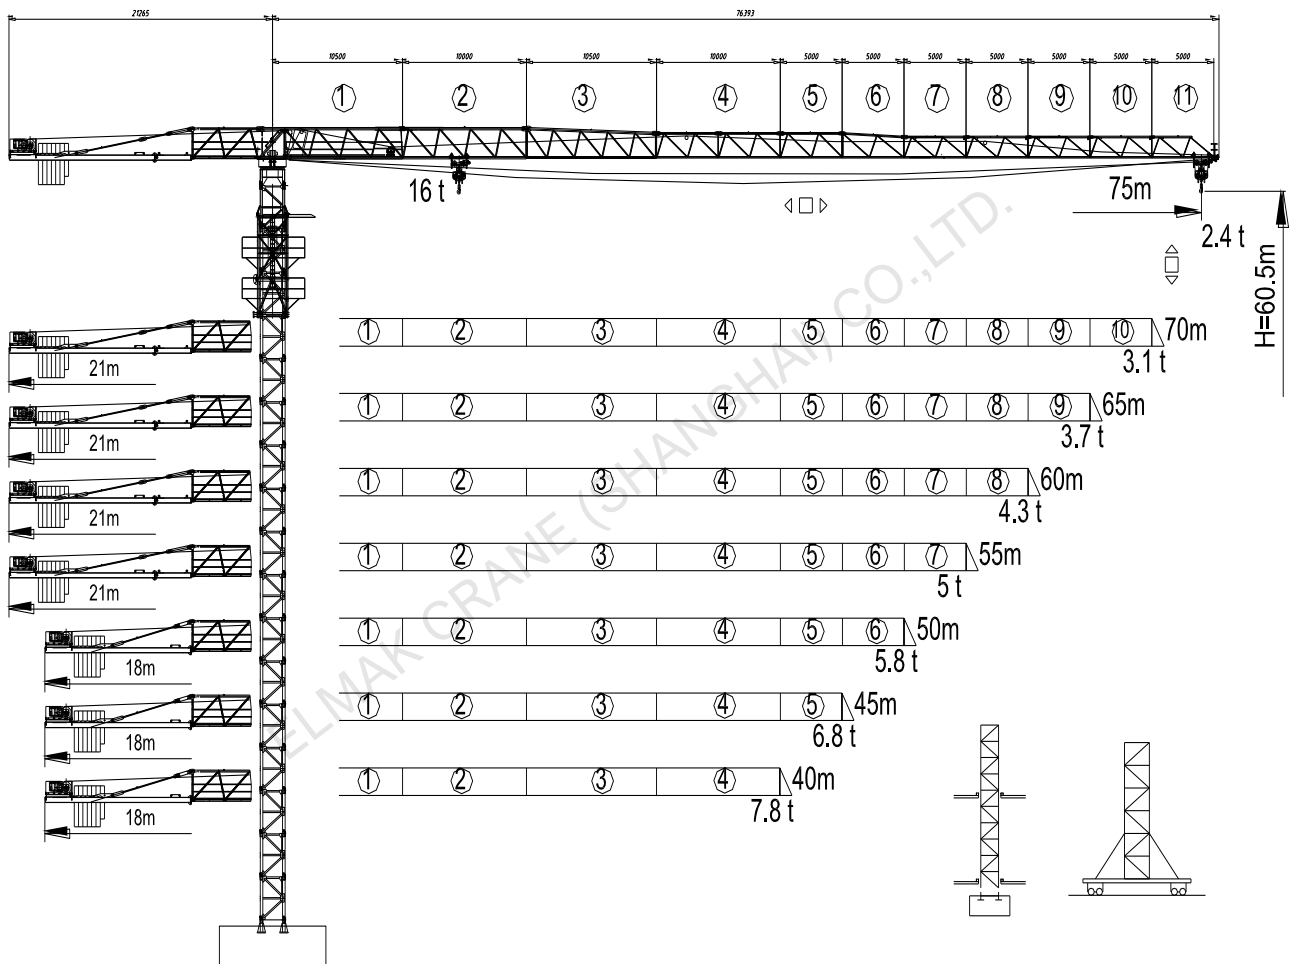 21265 76393
10500 10000 10500 10000 5000 5000 5000 5000 5000 5000 5000
1 2 3 4 5 6 7 8 9 10 11
16 t
75m
2.4 t
H=60.5m
1 2 3 4 5 6 7 8 9 10 70m
21m
3.1 t
1 2 3 4 5 6 7 8 9 65m
21m
3.7 t
1 2 3 4 5 6 7 8 60m
21m
4.3 t
1 2 3 4 5 6 7 55m
21m
5 t
1 2 3 4 5 6 50m
18m
5.8 t
1 2 3 4 5 45m
18m
6.8 t
1 2 3 4 40m
18m
7.8 t
ELMAK CRANE (SHANGHAI) CO.,LTD.